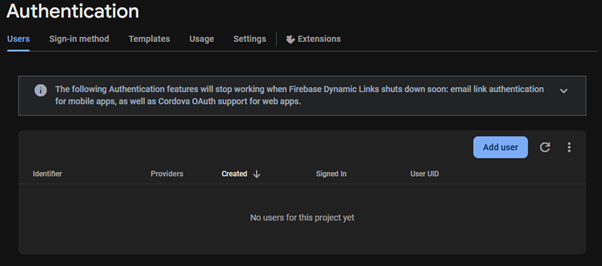 Authentication
Users Sign-in method Templates Usage Settings Extensions
The following Authentication features will stop working when Firebase Dynamic Links shuts down soon: email link authentication
for mobile apps, as well as Cordova OAuth support for web apps.
Add user
Identifier Providers Created Signed In User UID
No users for this project yet